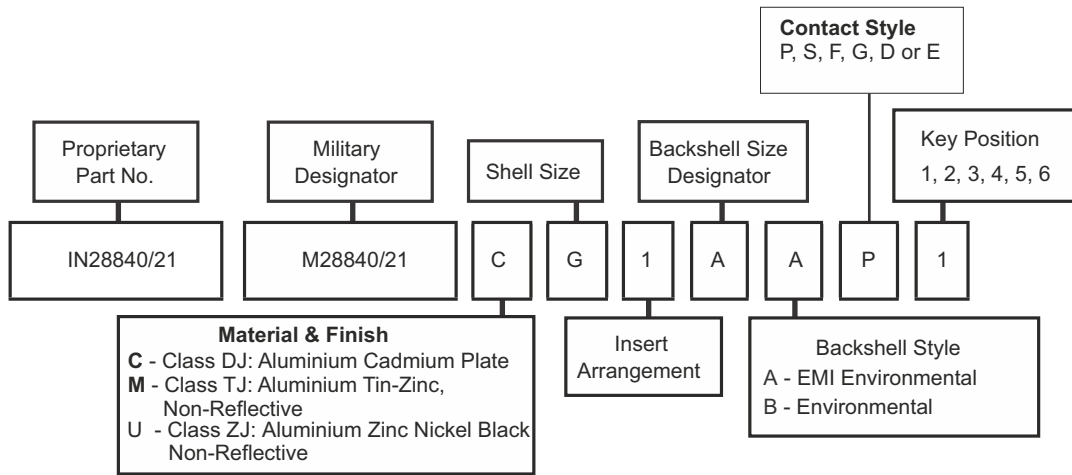 Contact Style
P, S, F, G, D or E
Proprietary
Part No.
Military
Designator
Shell Size
Backshell Size
Designator
Key Position
1, 2, 3, 4, 5, 6
IN28840/21
M28840/21
C
G
1
A
A
P
1
Material & Finish
C - Class DJ: Aluminium Cadmium Plate
M - Class TJ: Aluminium Tin-Zinc,
Non-Reflective
U - Class ZJ: Aluminium Zinc Nickel Black
Non-Reflective
Insert
Arrangement
Backshell Style
A - EMI Environmental
B - Environmental